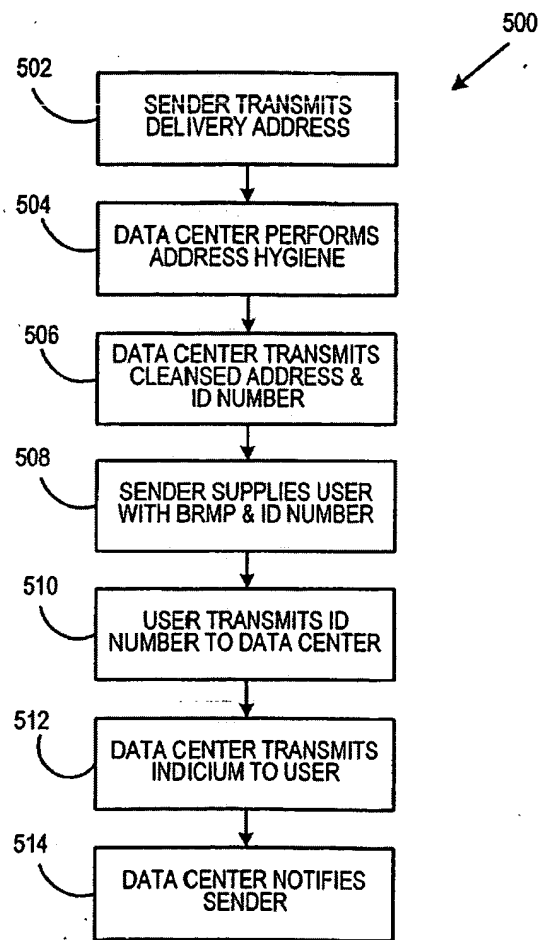 500
502
SENDER TRANSMITS
DELIVERY ADDRESS
504
DATA CENTER PERFORMS
ADDRESS HYGIENE
506
DATA CENTER TRANSMITS
CLEANSED ADDRESS &
ID NUMBER
508
SENDER SUPPLIES USER
WITH BRMP & ID NUMBER
510
USER TRANSMITS ID
NUMBER TO DATA CENTER
512
DATA CENTER TRANSMITS
INDICIUM TO USER
514
DATA CENTER NOTIFIES
SENDER